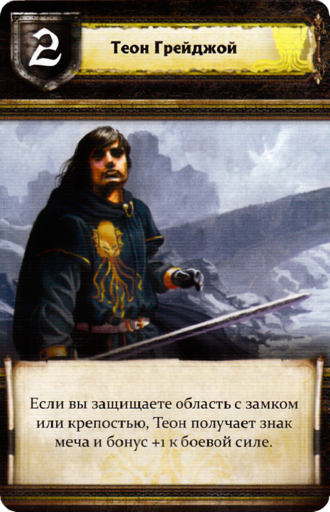 2
Теон Грейджой
Если вы защищаете область с замком
или крепостью, Теон получает знак
меча и бонус +1 к боевой силе.